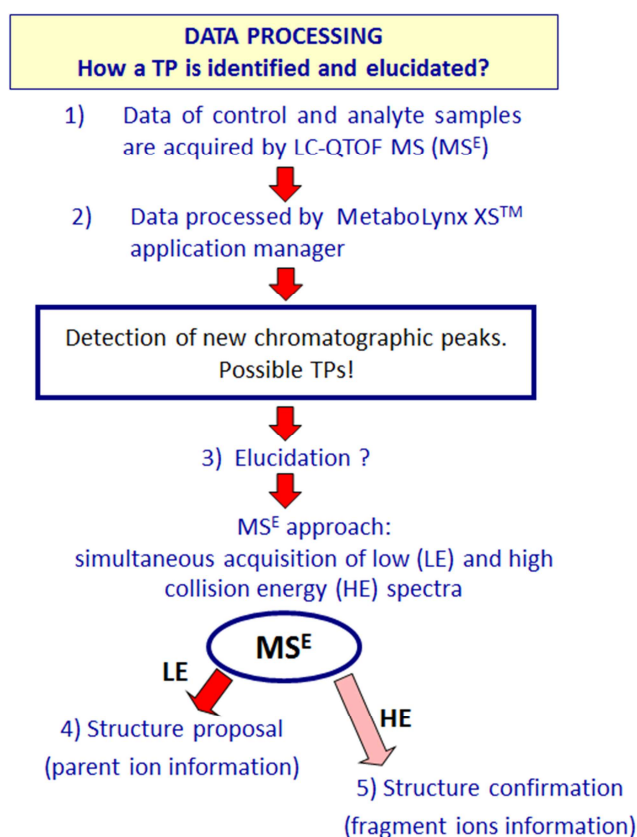 DATA PROCESSING
How a TP is identified and elucidated?
1) Data of control and analyte samples
are acquired by LC-QTOF MS (MSᴱ)
2) Data processed by MetaboLynx XS™
application manager
Detection of new chromatographic peaks.
Possible TPs!
3) Elucidation ?
MSᴱ approach:
simultaneous acquisition of low (LE) and high
collision energy (HE) spectra
MSᴱ
LE
HE
4) Structure proposal
(parent ion information)
5) Structure confirmation
(fragment ions information)